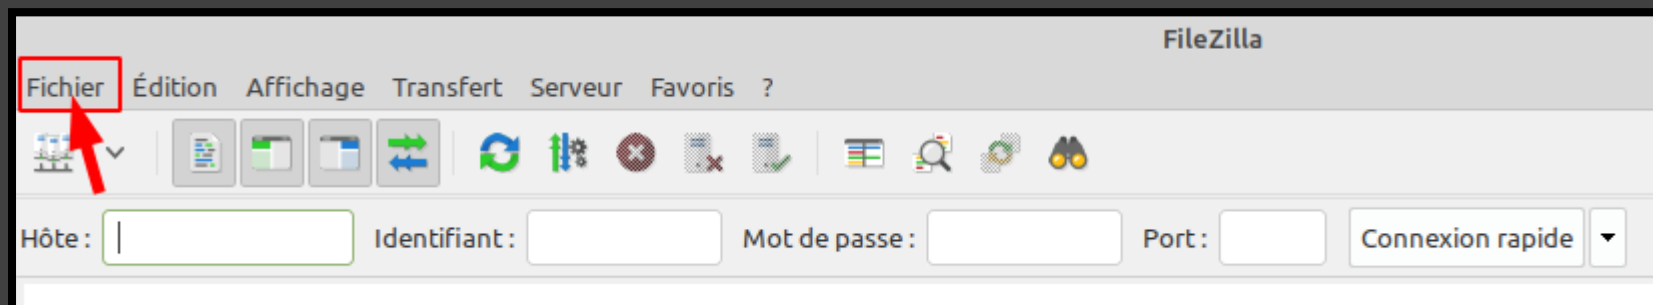 FileZilla
Fichier Édition Affichage Transfert Serveur Favoris ?
Hôte : Identifiant : Mot de passe : Port : Connexion rapide